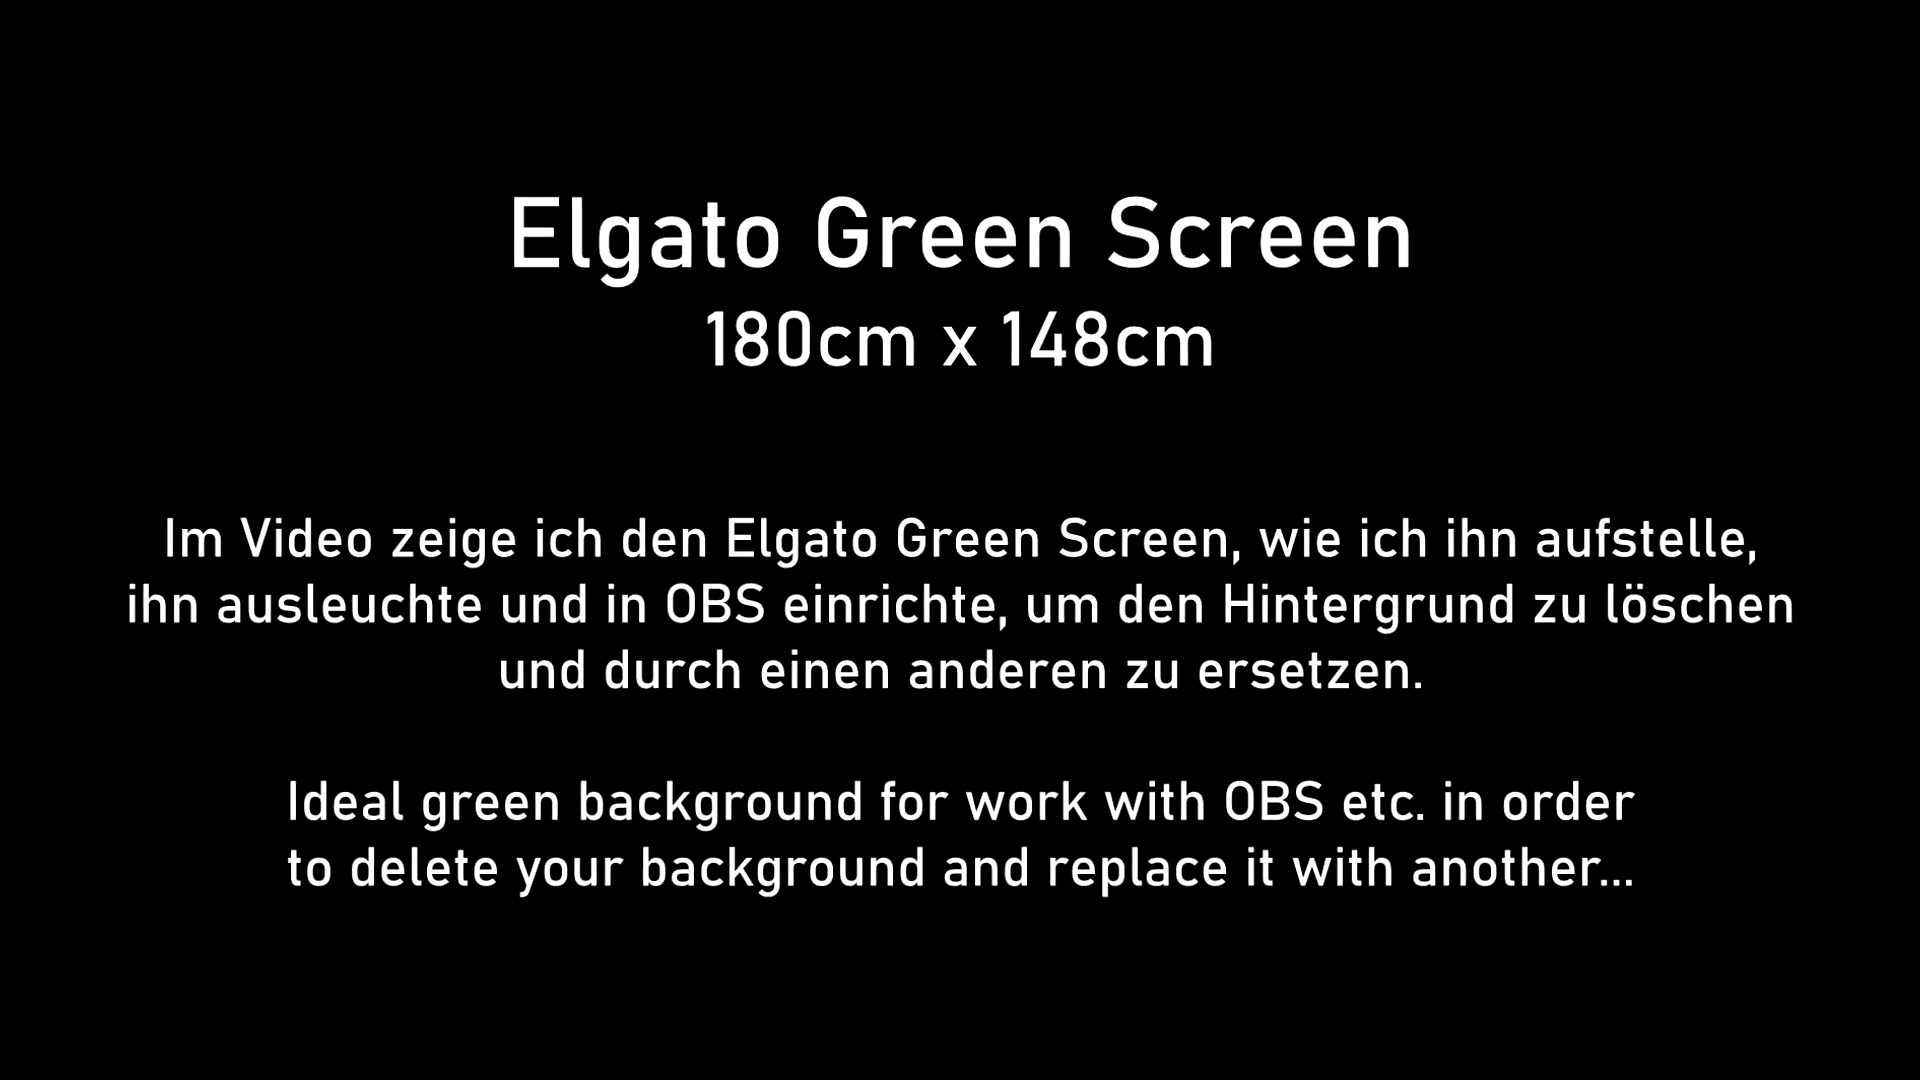 Elgato Green Screen
180cm x 148cm
Im Video zeige ich den Elgato Green Screen, wie ich ihn aufstelle,
ihn ausleuchte und in OBS einrichte, um den Hintergrund zu löschen
und durch einen anderen zu ersetzen.
Ideal green background for work with OBS etc. in order
to delete your background and replace it with another...